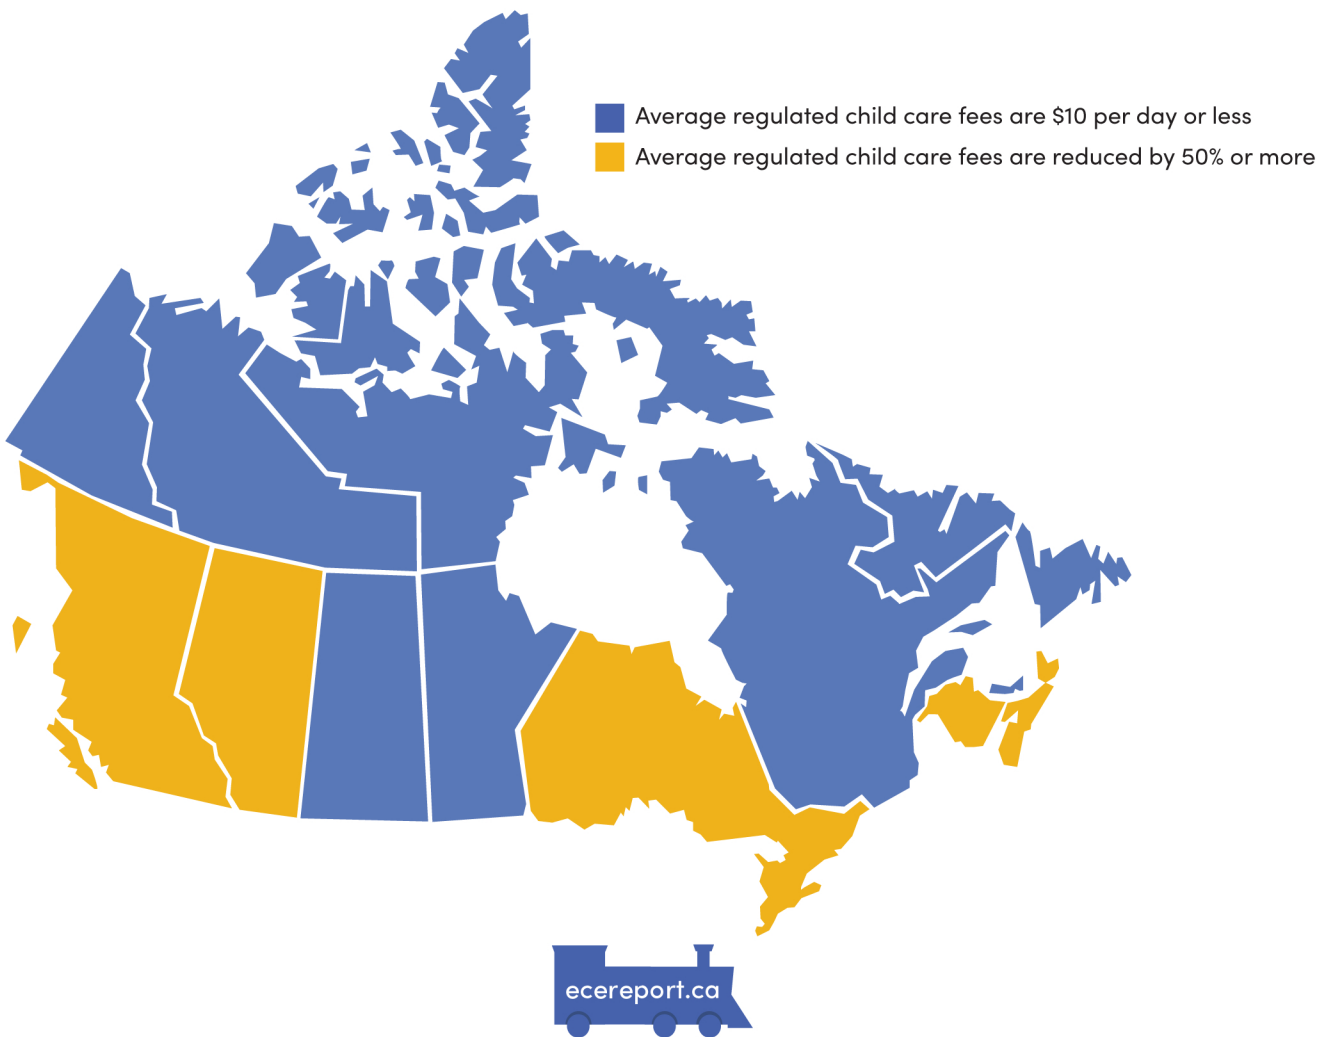 Average regulated child care fees are $10 per day or less
Average regulated child care fees are reduced by 50% or more
ecereport.ca